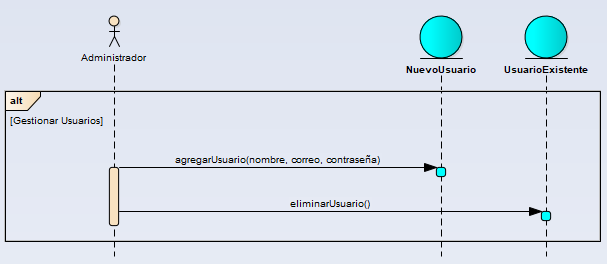 Administrador
NuevoUsuario
UsuarioExistente
alt
[Gestionar Usuarios]
agregarUsuario(nombre, correo, contraseña)
eliminarUsuario()